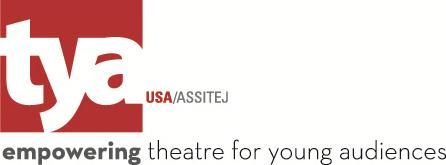 tya
USA/ASSITEJ
empowering theatre for young audiences